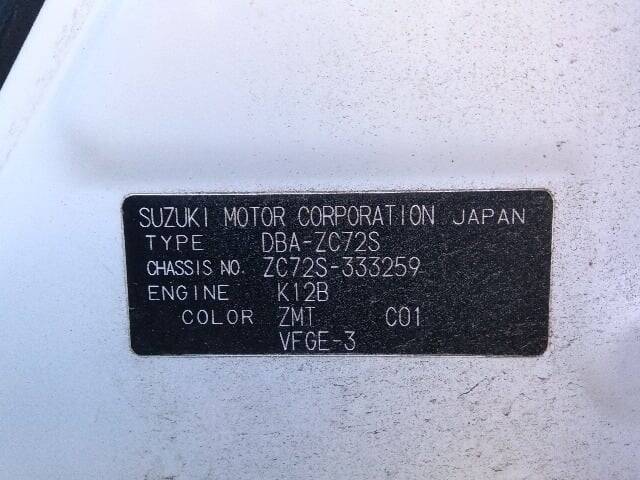 SUZUKI MOTOR CORPORATION JAPAN
TYPE DBA-ZC72S
CHASSIS NO. ZC72S-333259
ENGINE K12B
COLOR ZMT C01
VFGE-3